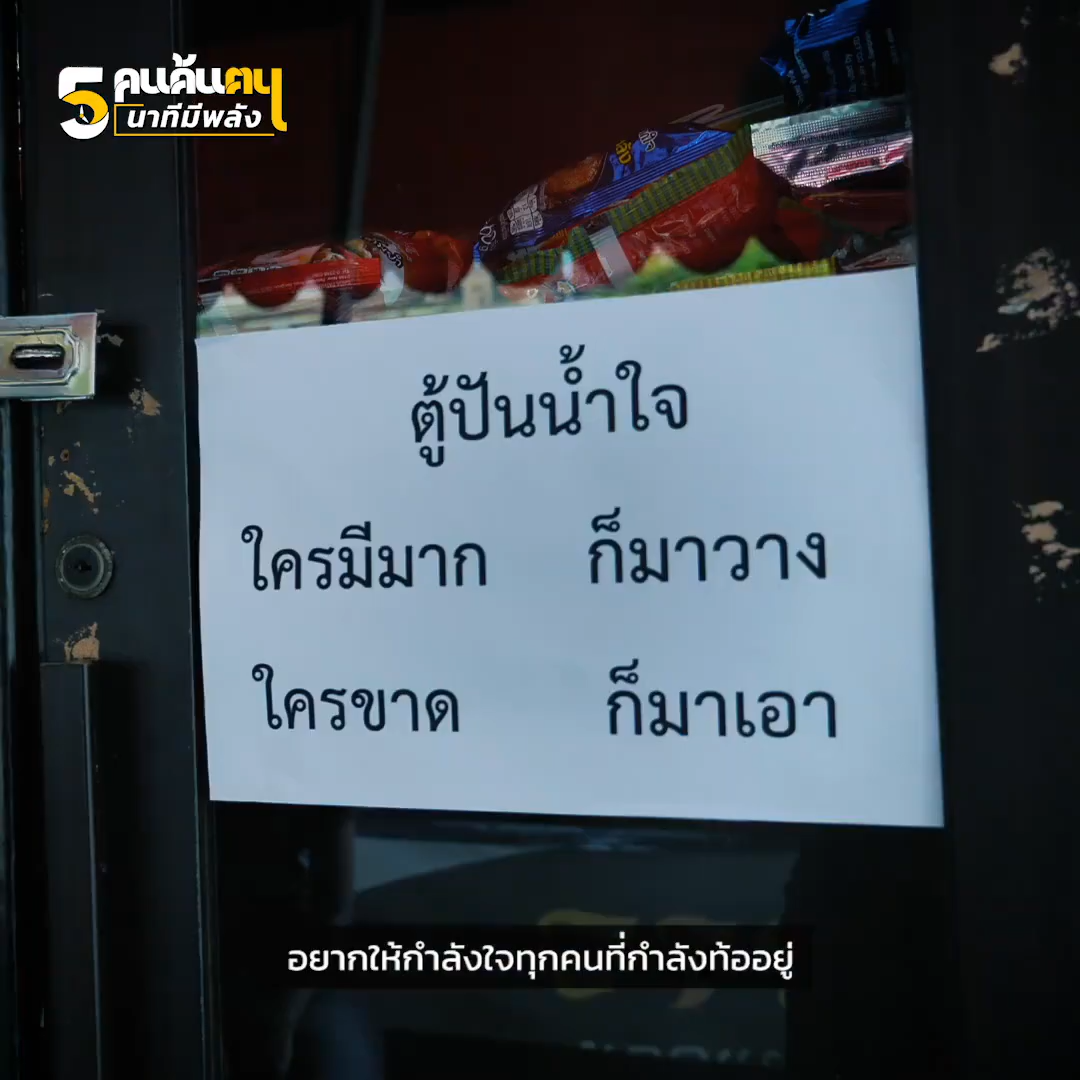 5 คนค้นฅน
นาทีมีพลัง
ตู้ปันน้ำใจ
ใครมีมาก ก็มาวาง
ใครขาด ก็มาเอา
อยากให้กำลังใจทุกคนที่กำลังท้ออยู่